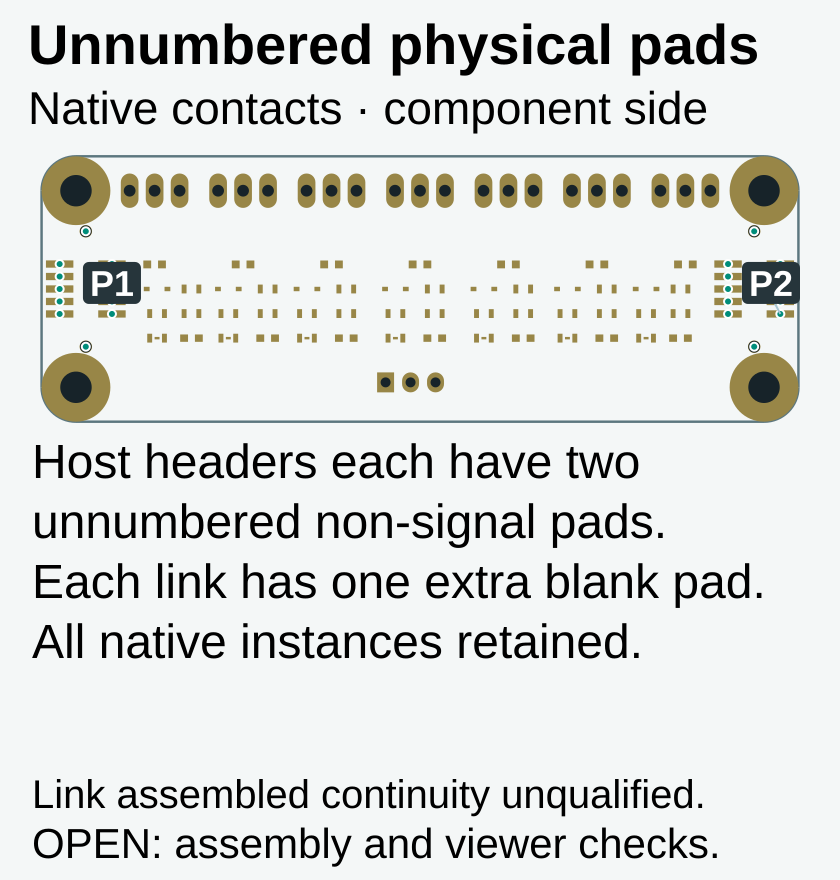 Unnumbered physical pads
Native contacts · component side
P1
P2
Host headers each have two
unnumbered non-signal pads.
Each link has one extra blank pad.
All native instances retained.
Link assembled continuity unqualified.
OPEN: assembly and viewer checks.